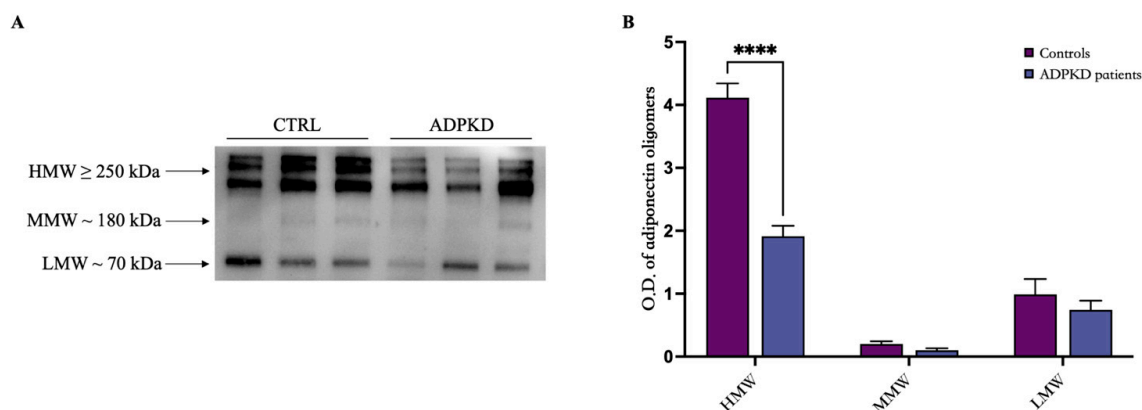 A
CTRL
ADPKD
HMW ≥ 250 kDa
MMW ~ 180 kDa
LMW ~ 70 kDa
B
O.D. of adiponectin oligomers
5
4
3
2
1
0
****
Controls
ADPKD patients
HMW
MMW
LMW